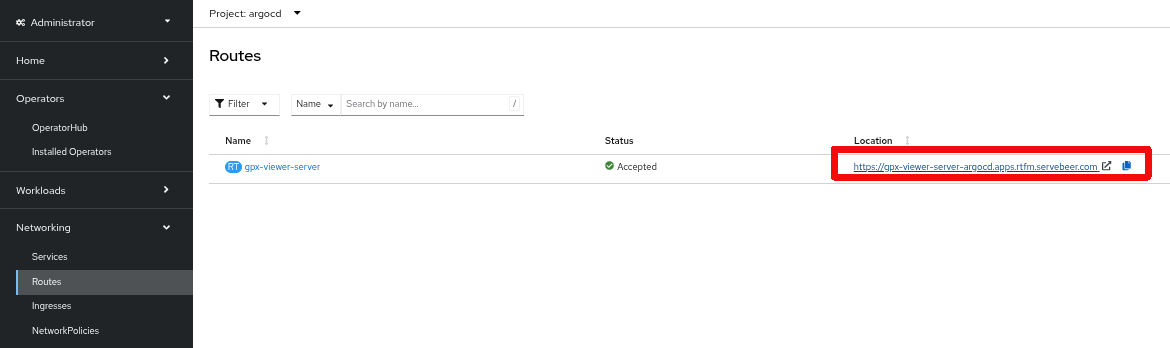 Administrator
Home
Operators
OperatorHub
Installed Operators
Workloads
Networking
Services
Routes
Ingresses
NetworkPolicies
Project: argocd
Routes
Filter Name Search by name... /
Name Status Location
RT gpx-viewer-server Accepted https://gpx-viewer-server-argocd.apps.rtfm.servebeer.com